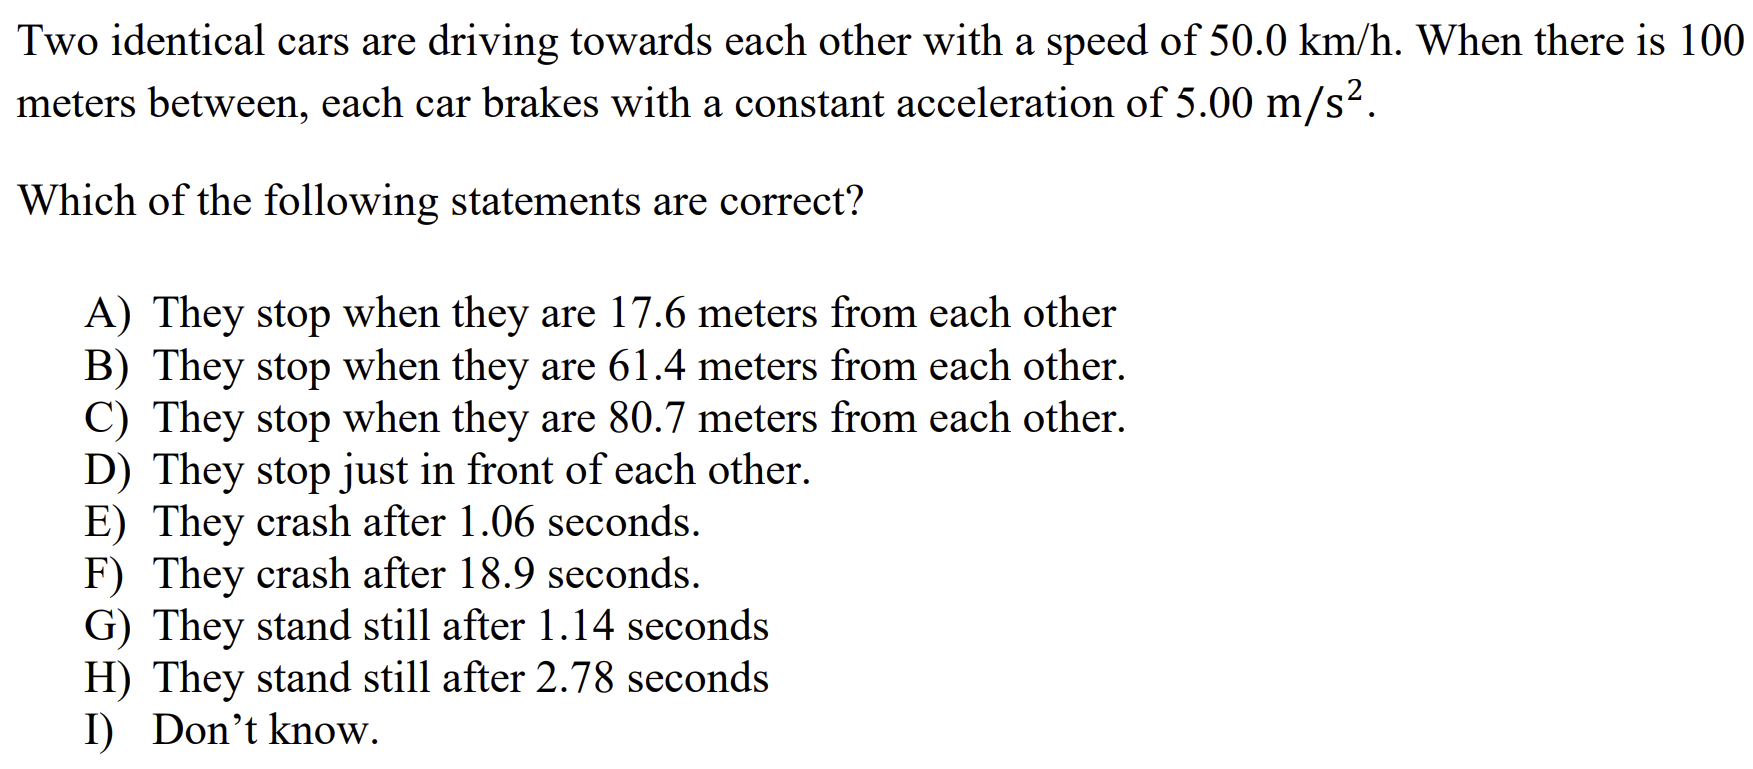 Two identical cars are driving towards each other with a speed of 50.0 km/h. When there is 100
meters between, each car brakes with a constant acceleration of 5.00 m/s².
Which of the following statements are correct?
A) They stop when they are 17.6 meters from each other
B) They stop when they are 61.4 meters from each other.
C) They stop when they are 80.7 meters from each other.
D) They stop just in front of each other.
E) They crash after 1.06 seconds.
F) They crash after 18.9 seconds.
G) They stand still after 1.14 seconds
H) They stand still after 2.78 seconds
I) Don’t know.